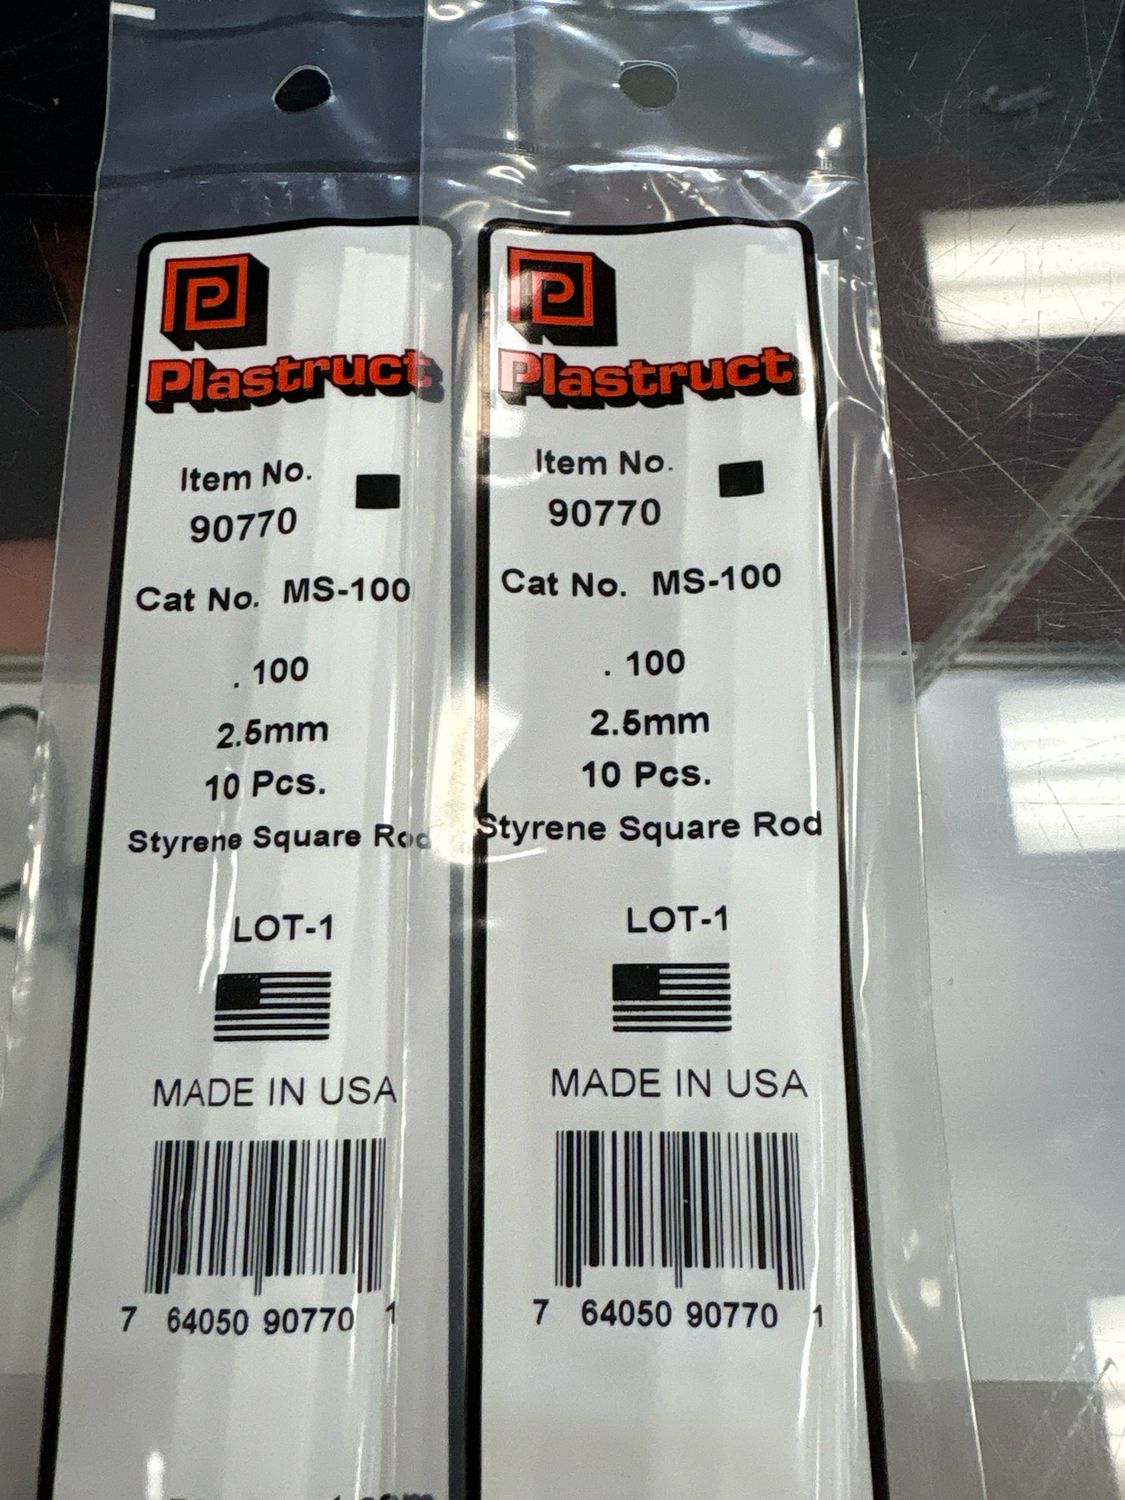 Plastruct
Item No.
90770
Cat No. MS-100
. 100
2.5mm
10 Pcs.
Styrene Square Rod
LOT-1
MADE IN USA
7 64050 90770 1
Plastruct
Item No.
90770
Cat No. MS-100
. 100
2.5mm
10 Pcs.
Styrene Square Rod
LOT-1
MADE IN USA
7 64050 90770 1